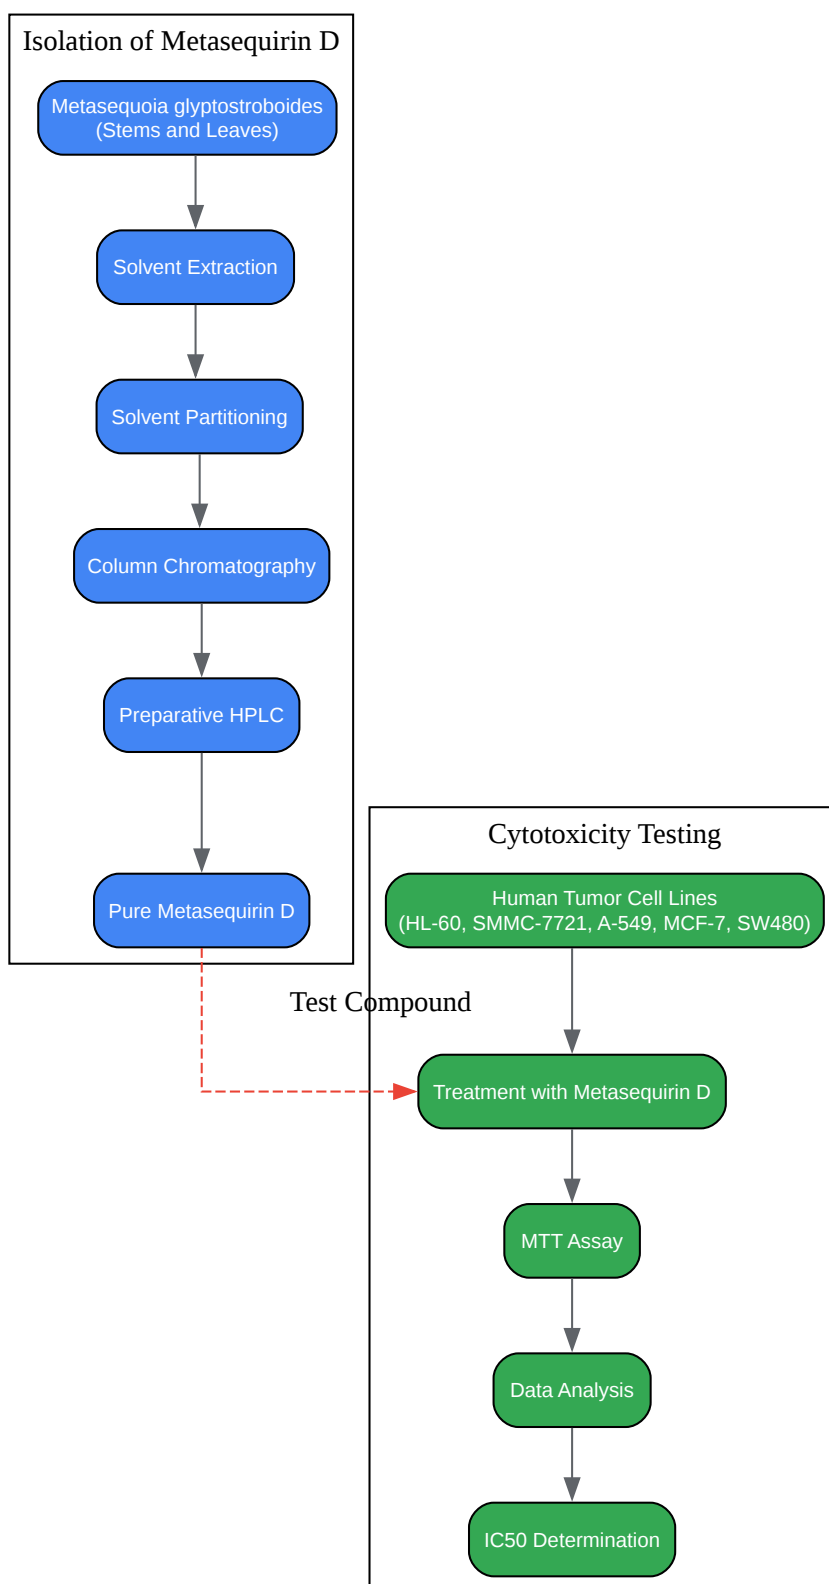 Isolation of Metasequirin D
Metasequoia glyptostroboides
(Stems and Leaves)
Solvent Extraction
Solvent Partitioning
Column Chromatography
Preparative HPLC
Pure Metasequirin D
Test Compound
Cytotoxicity Testing
Human Tumor Cell Lines
(HL-60, SMMC-7721, A-549, MCF-7, SW480)
Treatment with Metasequirin D
MTT Assay
Data Analysis
IC50 Determination